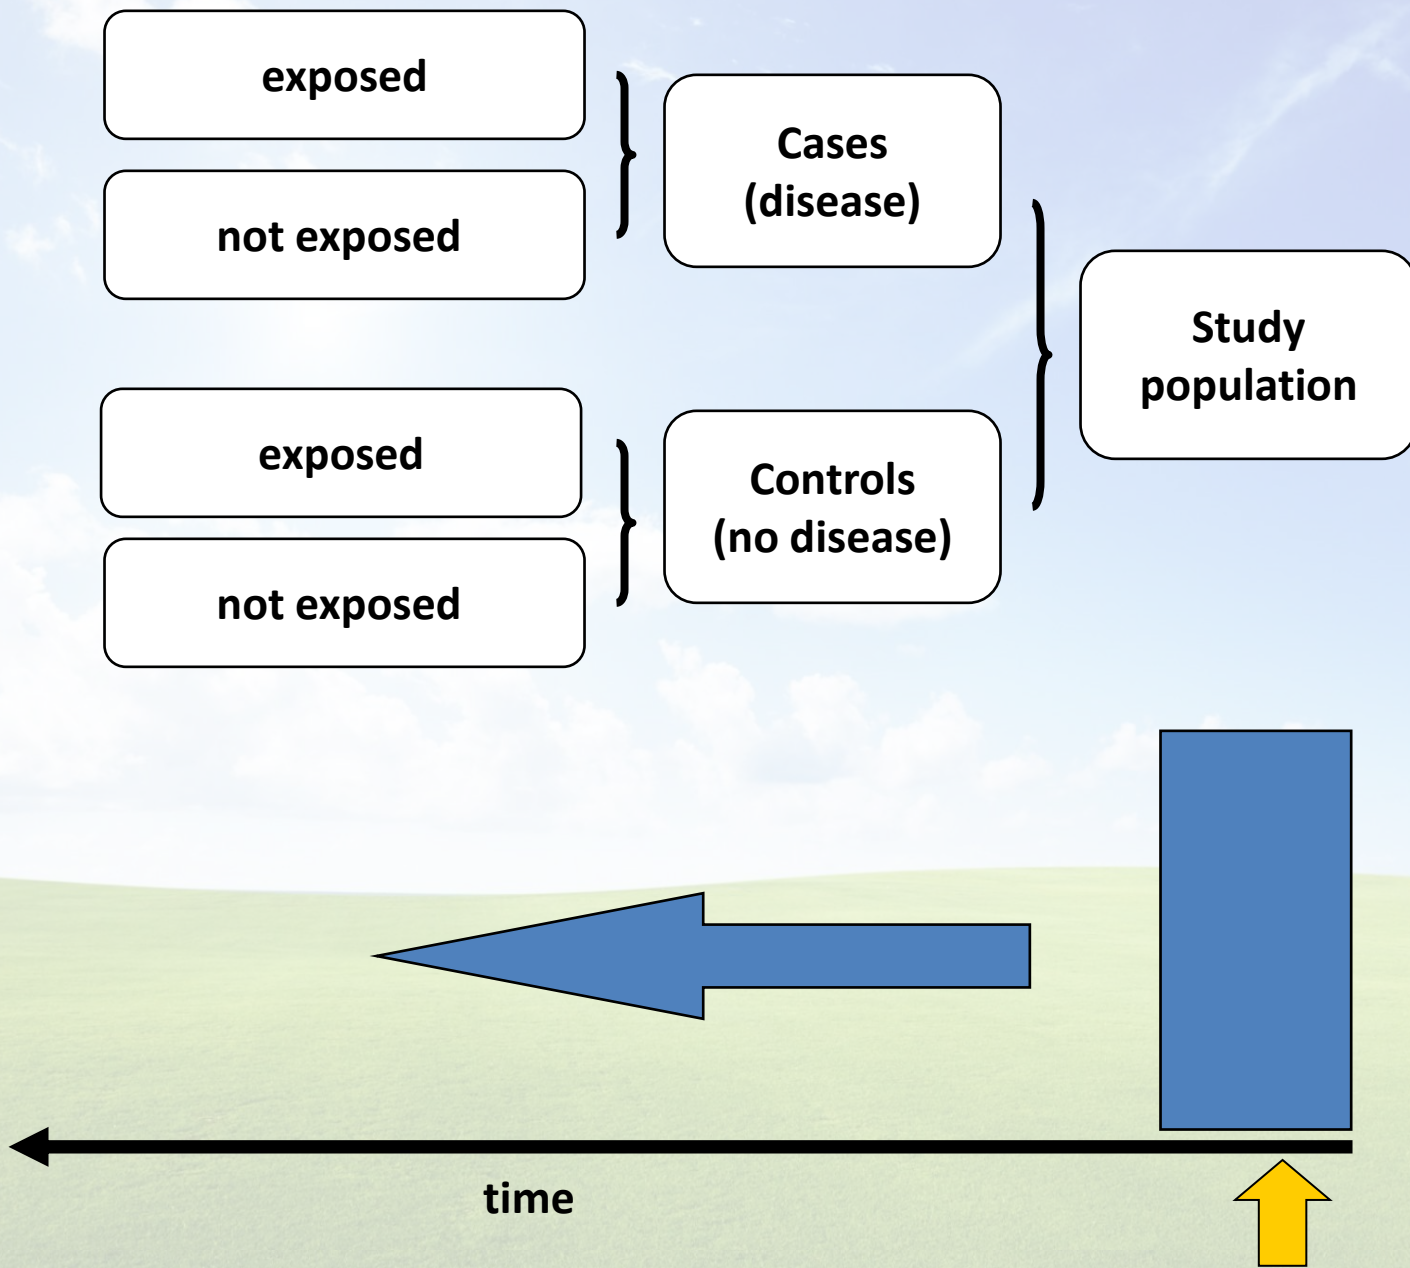 exposed
not exposed
Cases
(disease)
Study
population
exposed
not exposed
Controls
(no disease)
time